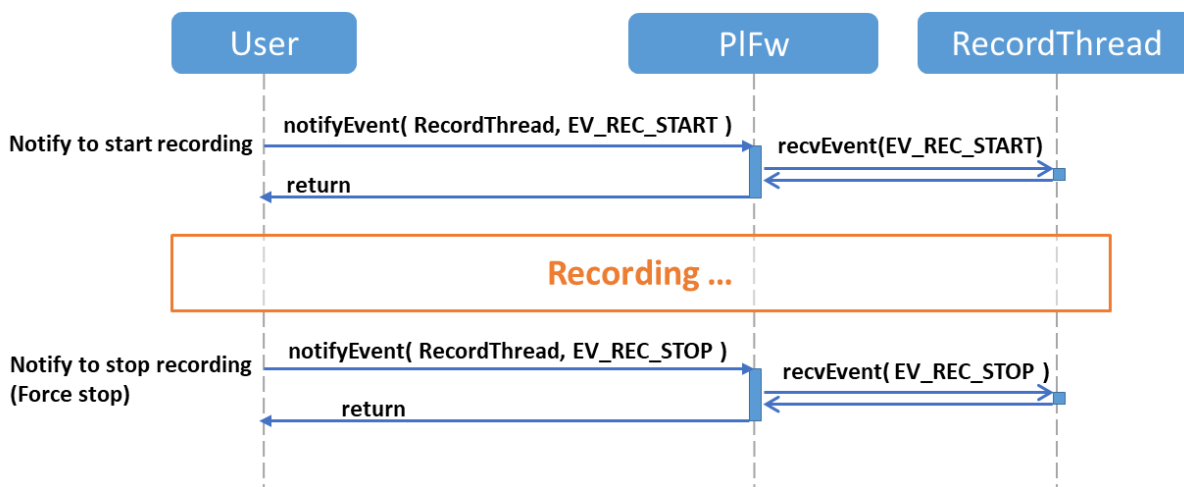 User
PlFw
RecordThread
notifyEvent( RecordThread, EV_REC_START )
Notify to start recording
recvEvent(EV_REC_START)
return
Recording ...
notifyEvent( RecordThread, EV_REC_STOP )
Notify to stop recording
(Force stop)
recvEvent( EV_REC_STOP )
return